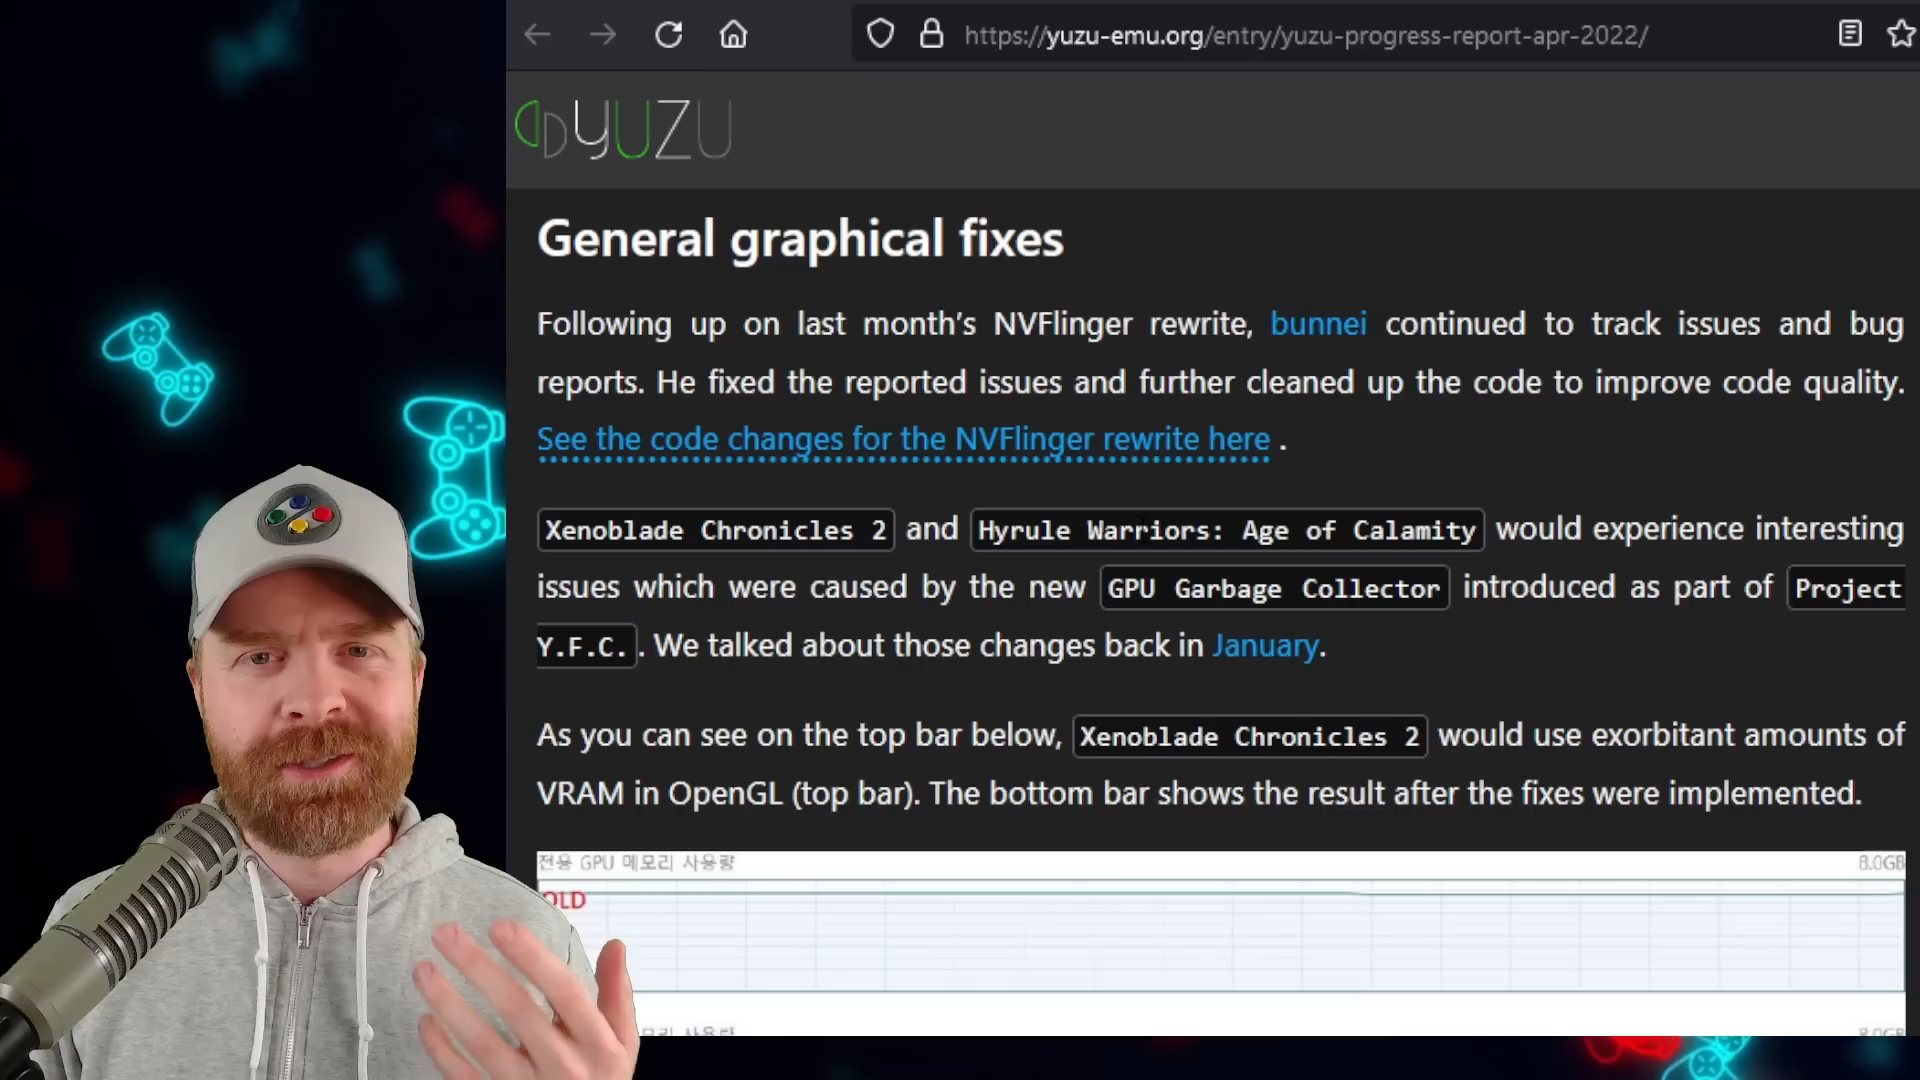 https://yuzu-emu.org/entry/yuzu-progress-report-apr-2022/
YUZU
General graphical fixes
Following up on last month's NVFlinger rewrite, bunnei continued to track issues and bug
reports. He fixed the reported issues and further cleaned up the code to improve code quality.
See the code changes for the NVFlinger rewrite here .
Xenoblade Chronicles 2 and Hyrule Warriors: Age of Calamity would experience interesting
issues which were caused by the new GPU Garbage Collector introduced as part of Project
Y.F.C. . We talked about those changes back in January.
As you can see on the top bar below, Xenoblade Chronicles 2 would use exorbitant amounts of
VRAM in OpenGL (top bar). The bottom bar shows the result after the fixes were implemented.
전용 GPU 메모리 사용량 8.0GB
OLD